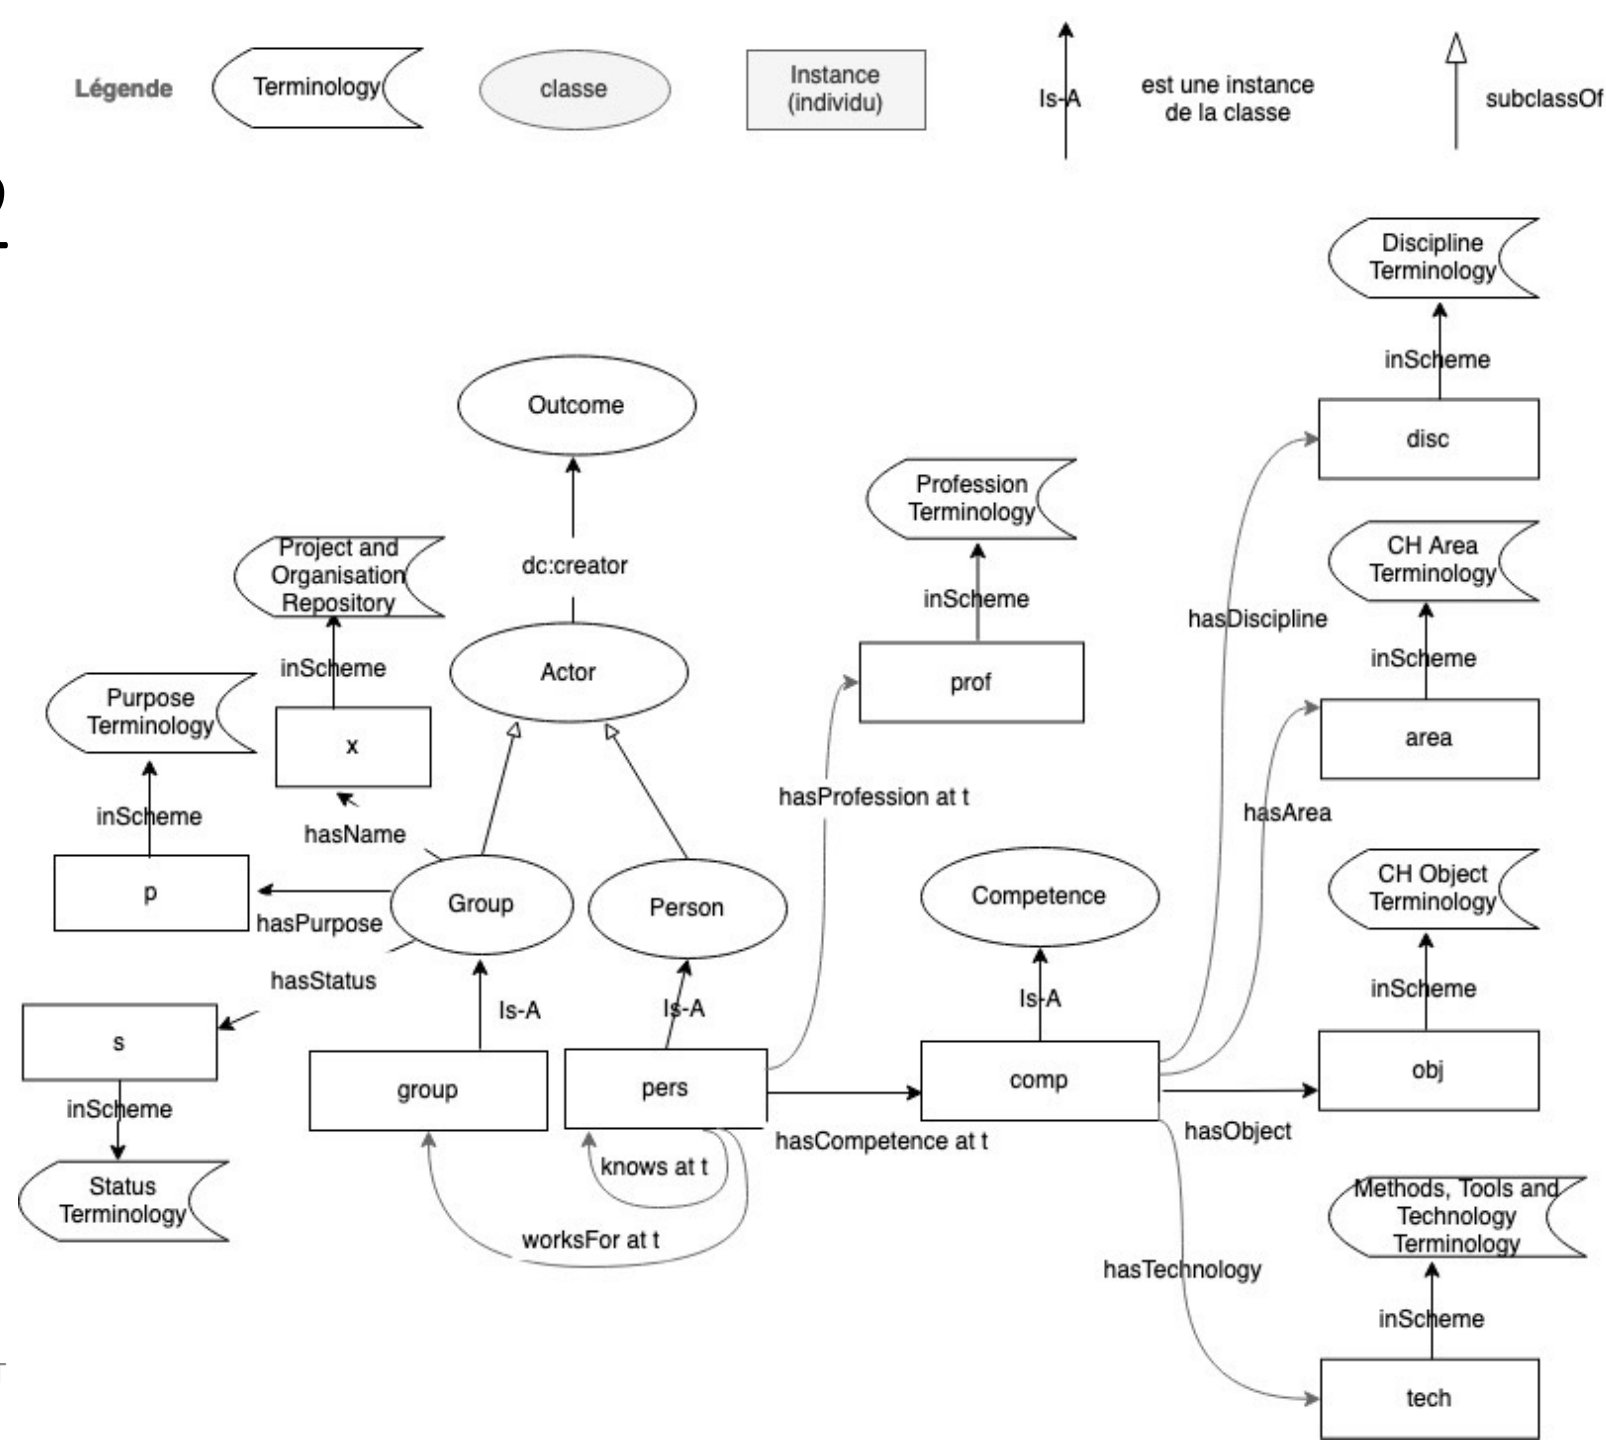 Légende
Terminology
classe
Instance
(individu)
Is-A
est une instance
de la classe
subclassOf
Discipline
Terminology
inScheme
disc
Outcome
dc:creator
Actor
Profession
Terminology
inScheme
prof
CH Area
Terminology
inScheme
area
hasDiscipline
hasArea
Project and
Organisation
Repository
inScheme
x
Purpose
Terminology
inScheme
p
hasName
hasPurpose
hasStatus
Group
Person
hasProfession at t
Competence
CH Object
Terminology
inScheme
obj
Is-A
Is-A
Is-A
s
inScheme
Status
Terminology
group
pers
comp
knows at t
worksFor at t
hasCompetence at t
hasObject
hasTechnology
Methods, Tools and
Technology
Terminology
inScheme
tech